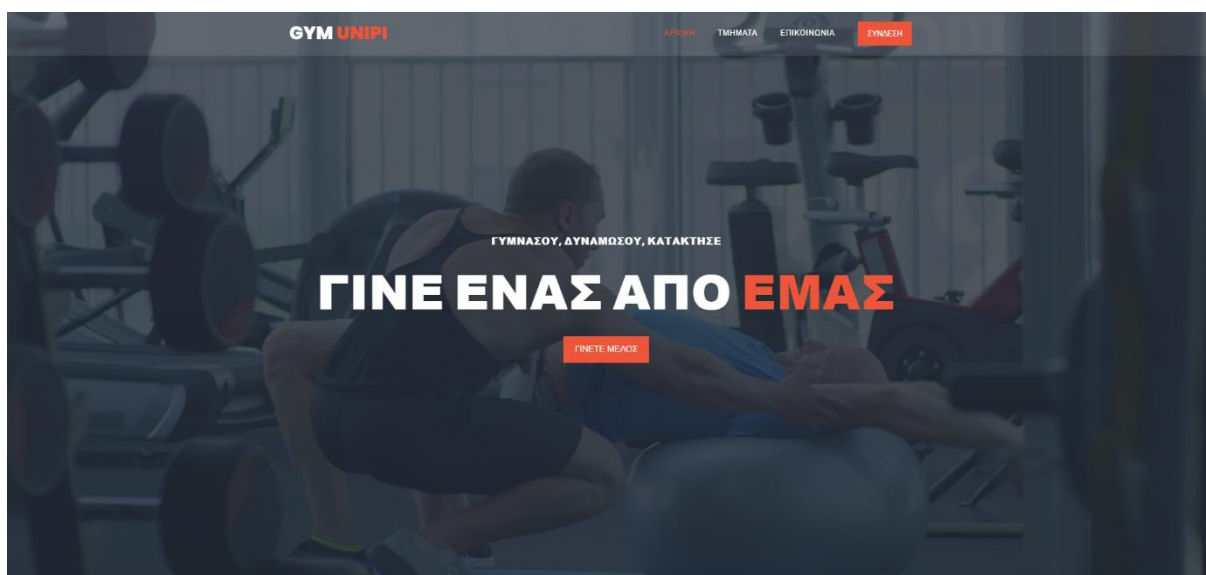 GYM UNIPI
ΑΡΧΙΚΗ ΤΜΗΜΑΤΑ ΕΠΙΚΟΙΝΩΝΙΑ ΣΥΝΔΕΣΗ
ΓΥΜΝΑΣΟΥ, ΔΥΝΑΜΩΣΟΥ, ΚΑΤΑΚΤΗΣΕ
ΓΙΝΕ ΕΝΑΣ ΑΠΟ ΕΜΑΣ
ΓΙΝΕΤΕ ΜΕΛΟΣ